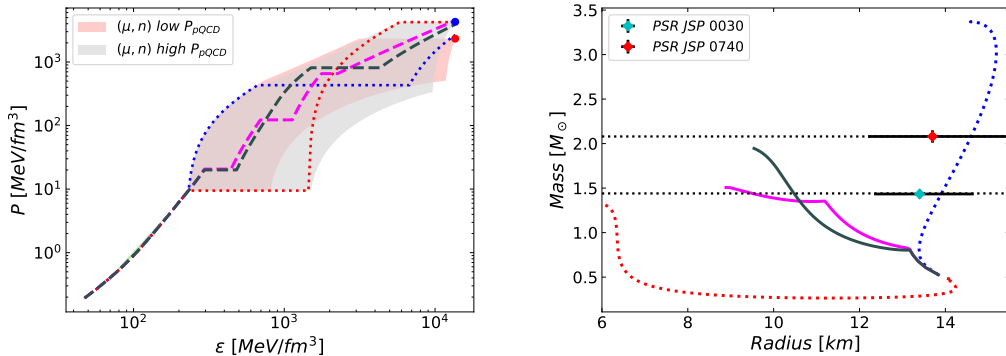 (μ, n) low P_pQCD
(μ, n) high P_pQCD
P [MeV/fm³]
10³
10²
10¹
10⁰
10²
10³
10⁴
ε [MeV/fm³]
PSR JSP 0030
PSR JSP 0740
Mass [M⊙]
3.5
3.0
2.5
2.0
1.5
1.0
0.5
6
8
10
12
14
Radius [km]